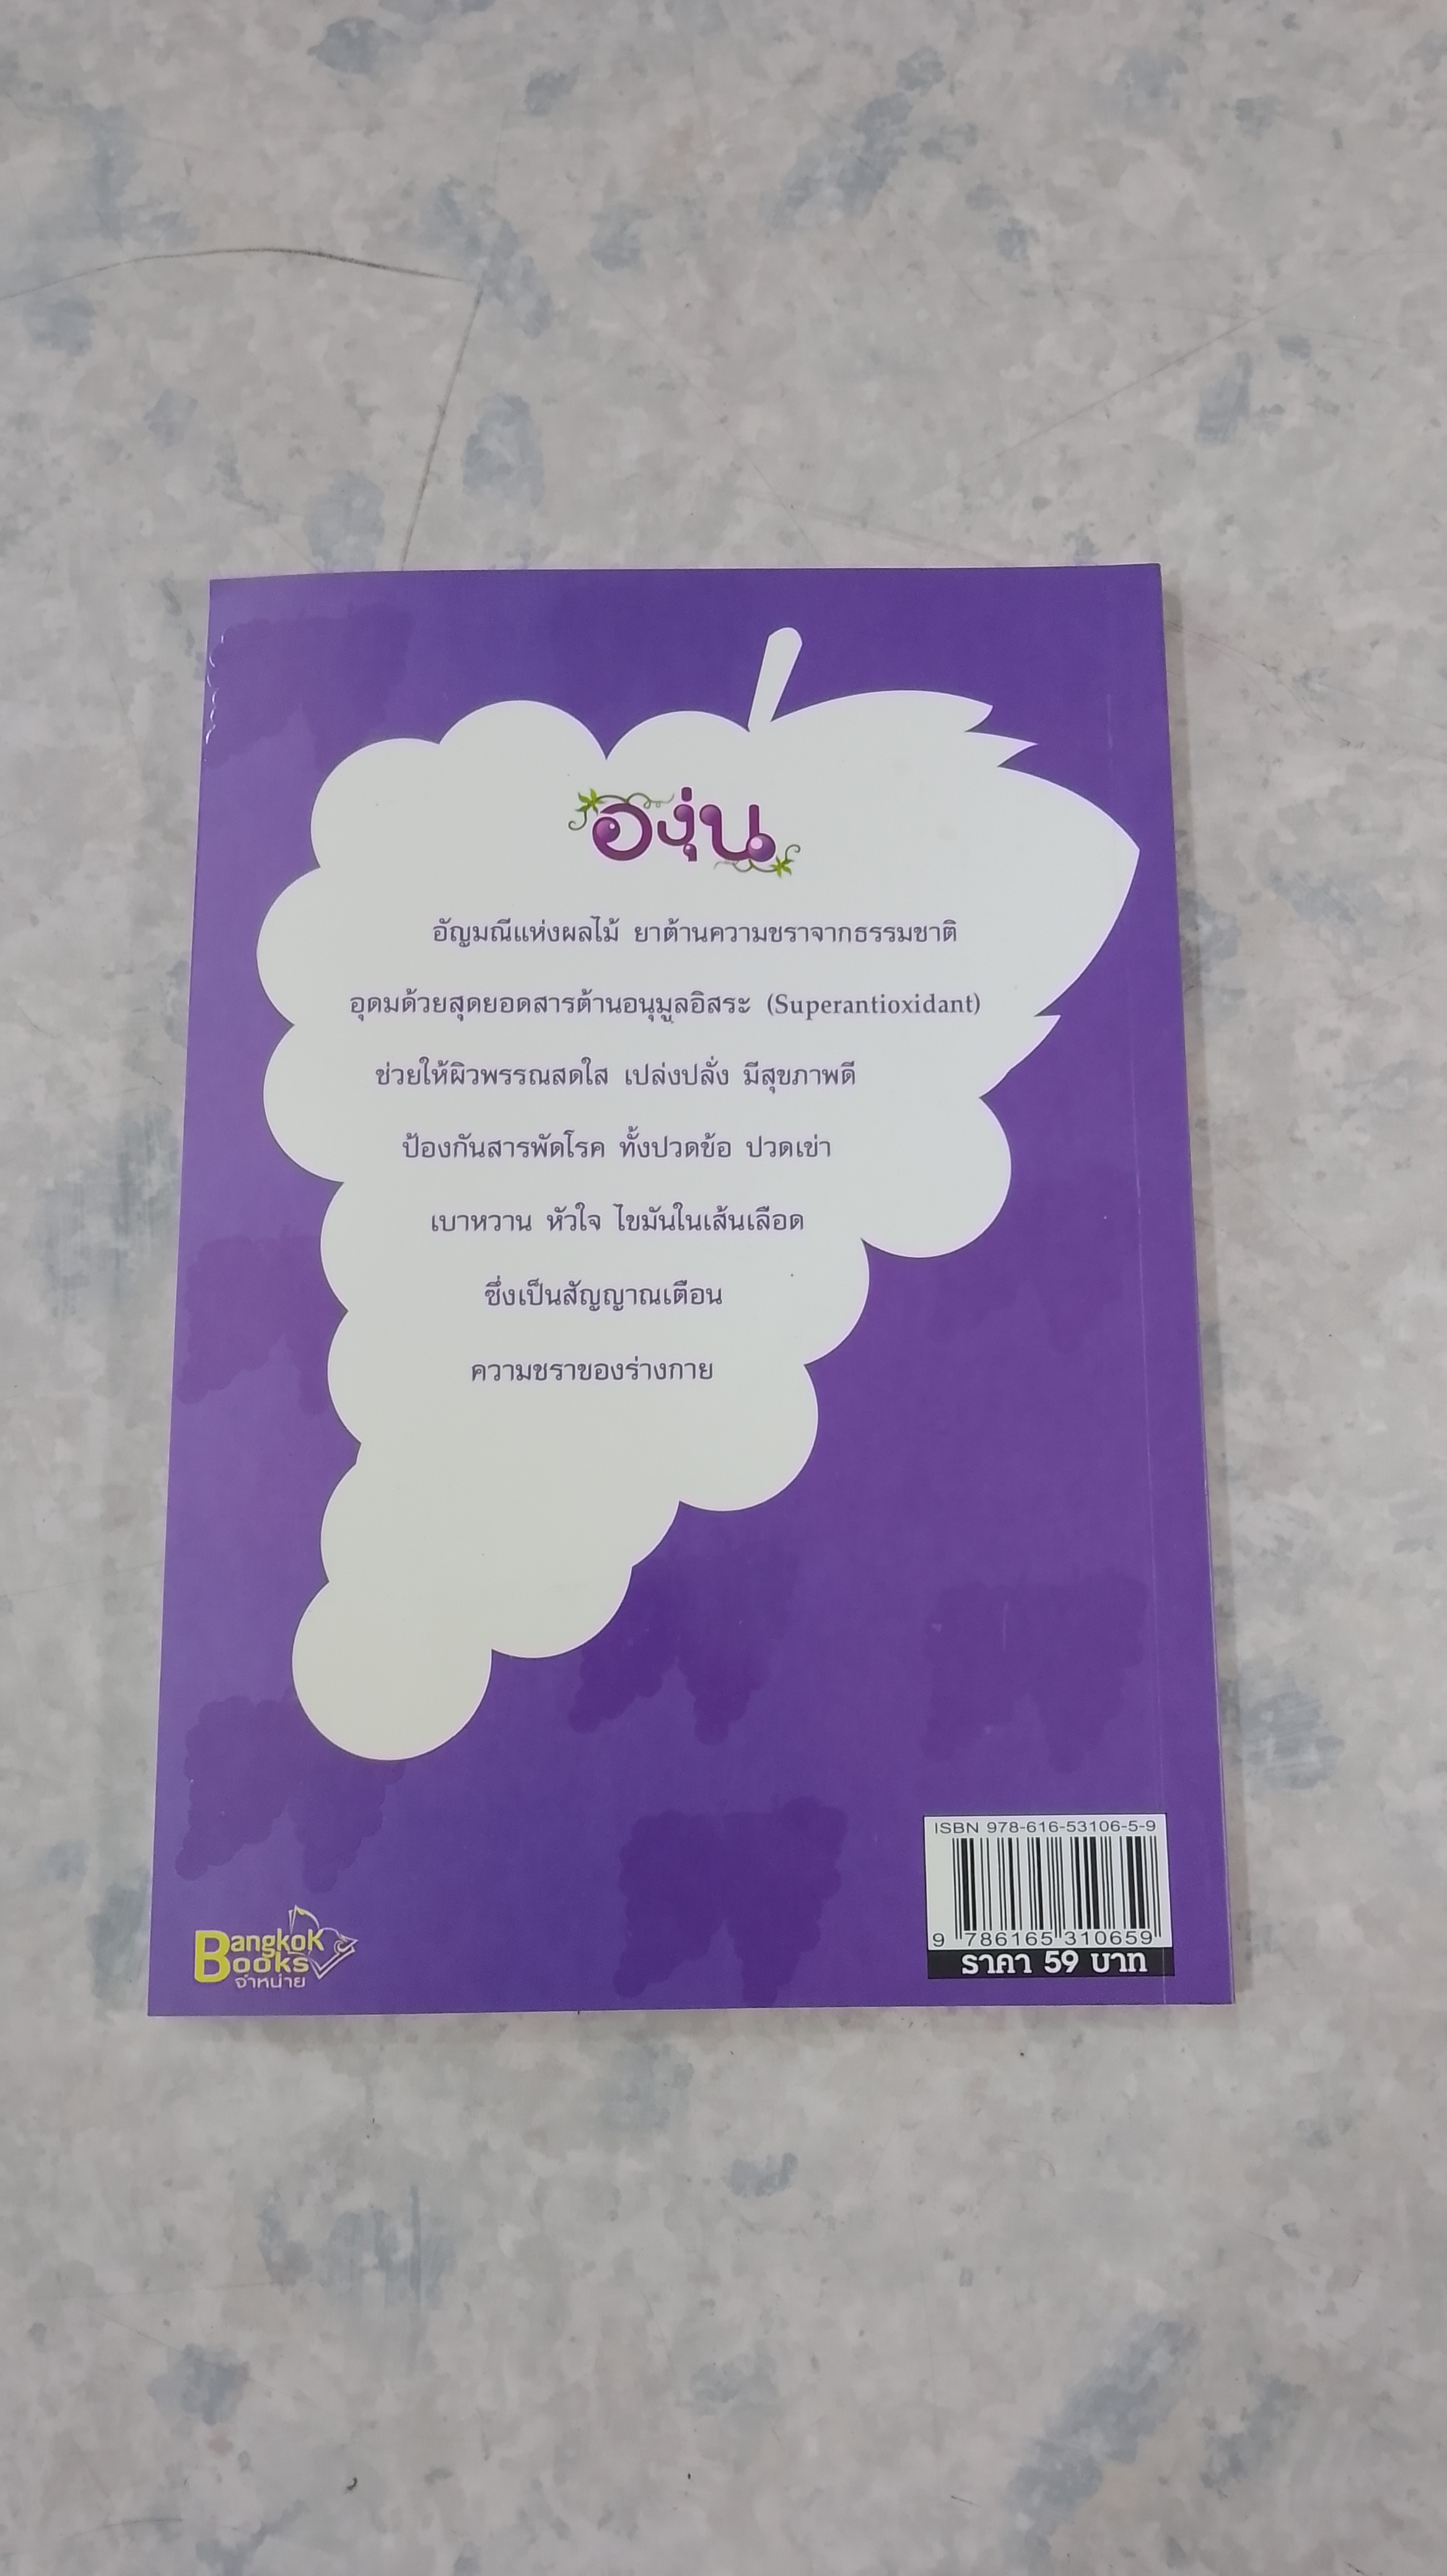 องุ่น
อัญมณีแห่งผลไม้ ยาต้านความชราจากธรรมชาติ
อุดมด้วยสุดยอดสารต้านอนุมูลอิสระ (Superantioxidant)
ช่วยให้ผิวพรรณสดใส เปล่งปลั่ง มีสุขภาพดี
ป้องกันสารพัดโรค ทั้งปวดข้อ ปวดเข่า
เบาหวาน หัวใจ ไขมันในเส้นเลือด
ซึ่งเป็นสัญญาณเตือน
ความชราของร่างกาย
ISBN 978-616-53106-5-9
9 786165 310659
ราคา 59 บาท
Bangkok
Books
จำหน่าย